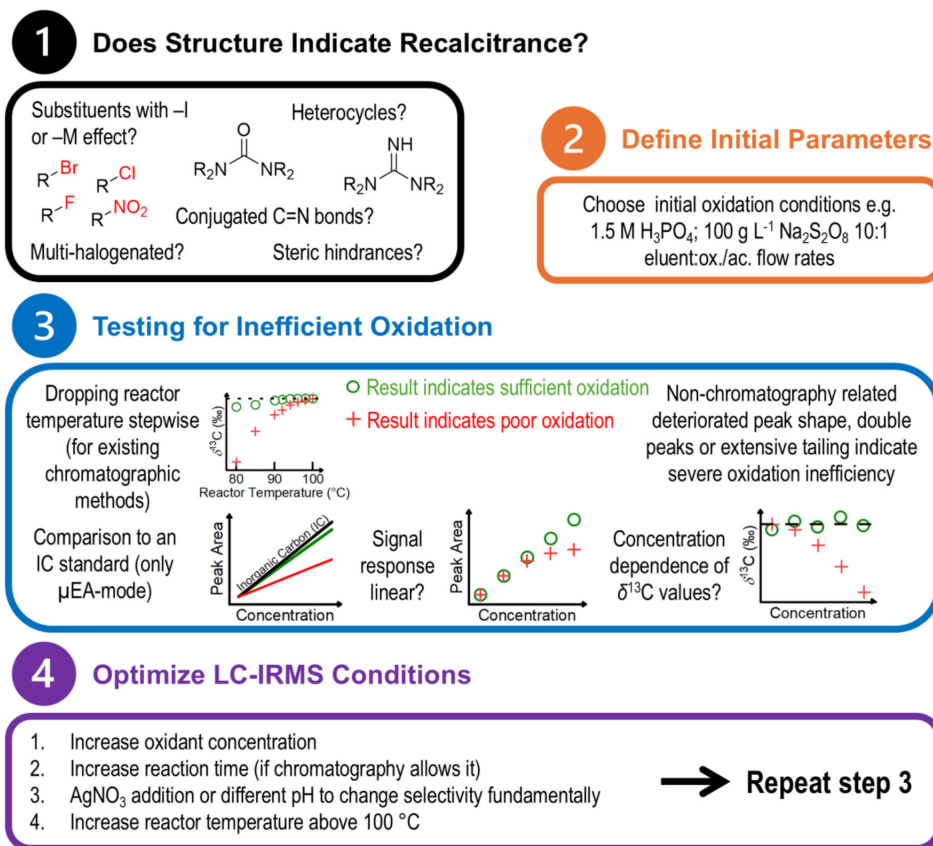 1 Does Structure Indicate Recalcitrance?
Substituents with –I
or –M effect?
Heterocycles?
R Br
R Cl
R F
R NO₂
O
R₂N NR₂
NH
R₂N NR₂
Conjugated C=N bonds?
Multi-halogenated?
Steric hindrances?
2 Define Initial Parameters
Choose initial oxidation conditions e.g.
1.5 M H₃PO₄; 100 g L⁻¹ Na₂S₂O₈ 10:1
eluent:ox./ac. flow rates
3 Testing for Inefficient Oxidation
Dropping reactor
temperature stepwise
(for existing
chromatographic
methods)
δ¹³C (‰)
80 90 100
Reactor Temperature (°C)
Result indicates sufficient oxidation
Result indicates poor oxidation
Non-chromatography related
deteriorated peak shape, double
peaks or extensive tailing indicate
severe oxidation inefficiency
Comparison to an
IC standard (only
µEA-mode)
Peak Area
Inorganic Carbon (IC)
Concentration
Signal
response
linear?
Peak Area
Concentration
Concentration
dependence of
δ¹³C values?
δ¹³C (‰)
Concentration
4 Optimize LC-IRMS Conditions
1. Increase oxidant concentration
2. Increase reaction time (if chromatography allows it)
3. AgNO₃ addition or different pH to change selectivity fundamentally
4. Increase reactor temperature above 100 °C
Repeat step 3